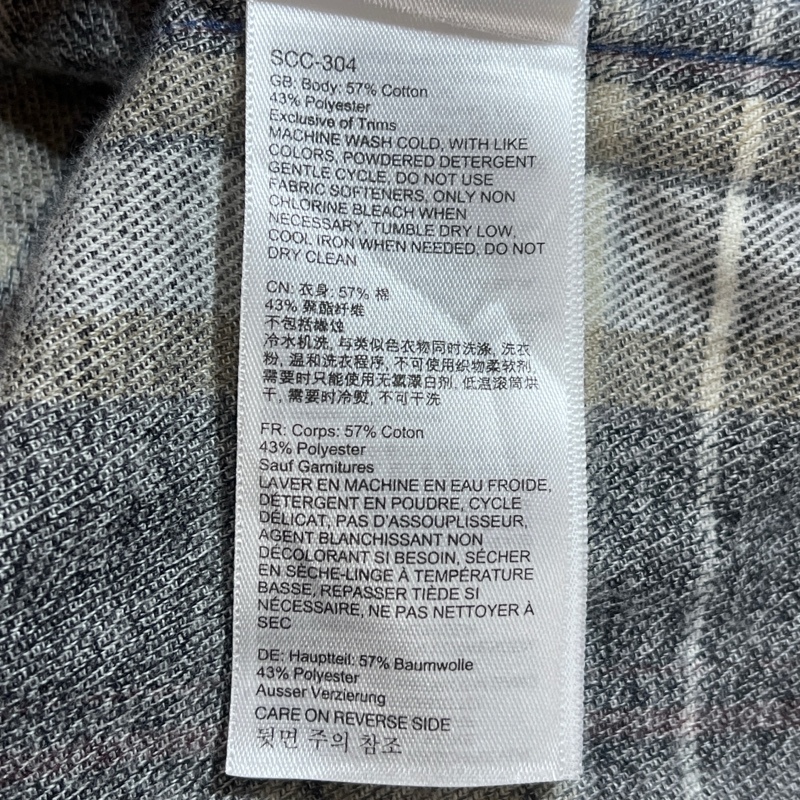 SCC-304
GB: Body: 57% Cotton
43% Polyester
Exclusive of Trims
MACHINE WASH COLD, WITH LIKE
COLORS, POWDERED DETERGENT
GENTLE CYCLE, DO NOT USE
FABRIC SOFTENERS, ONLY NON
CHLORINE BLEACH WHEN
NECESSARY, TUMBLE DRY LOW,
COOL IRON WHEN NEEDED, DO NOT
DRY CLEAN
CN: 衣身: 57% 棉
43% 聚酯纤维
不包括缘蚀
冷水机洗, 与类似色衣物同时洗涤, 洗衣
粉, 温和洗衣程序, 不可使用织物柔软剂,
需要时只能使用无氯漂白剂, 低温滚筒烘
干, 需要时冷熨, 不可干洗
FR: Corps: 57% Coton
43% Polyester
Sauf Garnitures
LAVER EN MACHINE EN EAU FROIDE,
DÉTERGENT EN POUDRE, CYCLE
DÉLICAT, PAS D'ASSOUPLISSEUR,
AGENT BLANCHISSANT NON
DÉCOLORANT SI BESOIN, SÉCHER
EN SÈCHE-LINGE À TEMPÉRATURE
BASSE, REPASSER TIÈDE SI
NÉCESSAIRE, NE PAS NETTOYER À
SEC
DE: Hauptteil: 57% Baumwolle
43% Polyester
Ausser Verzierung
CARE ON REVERSE SIDE
뒷면 주의 참조